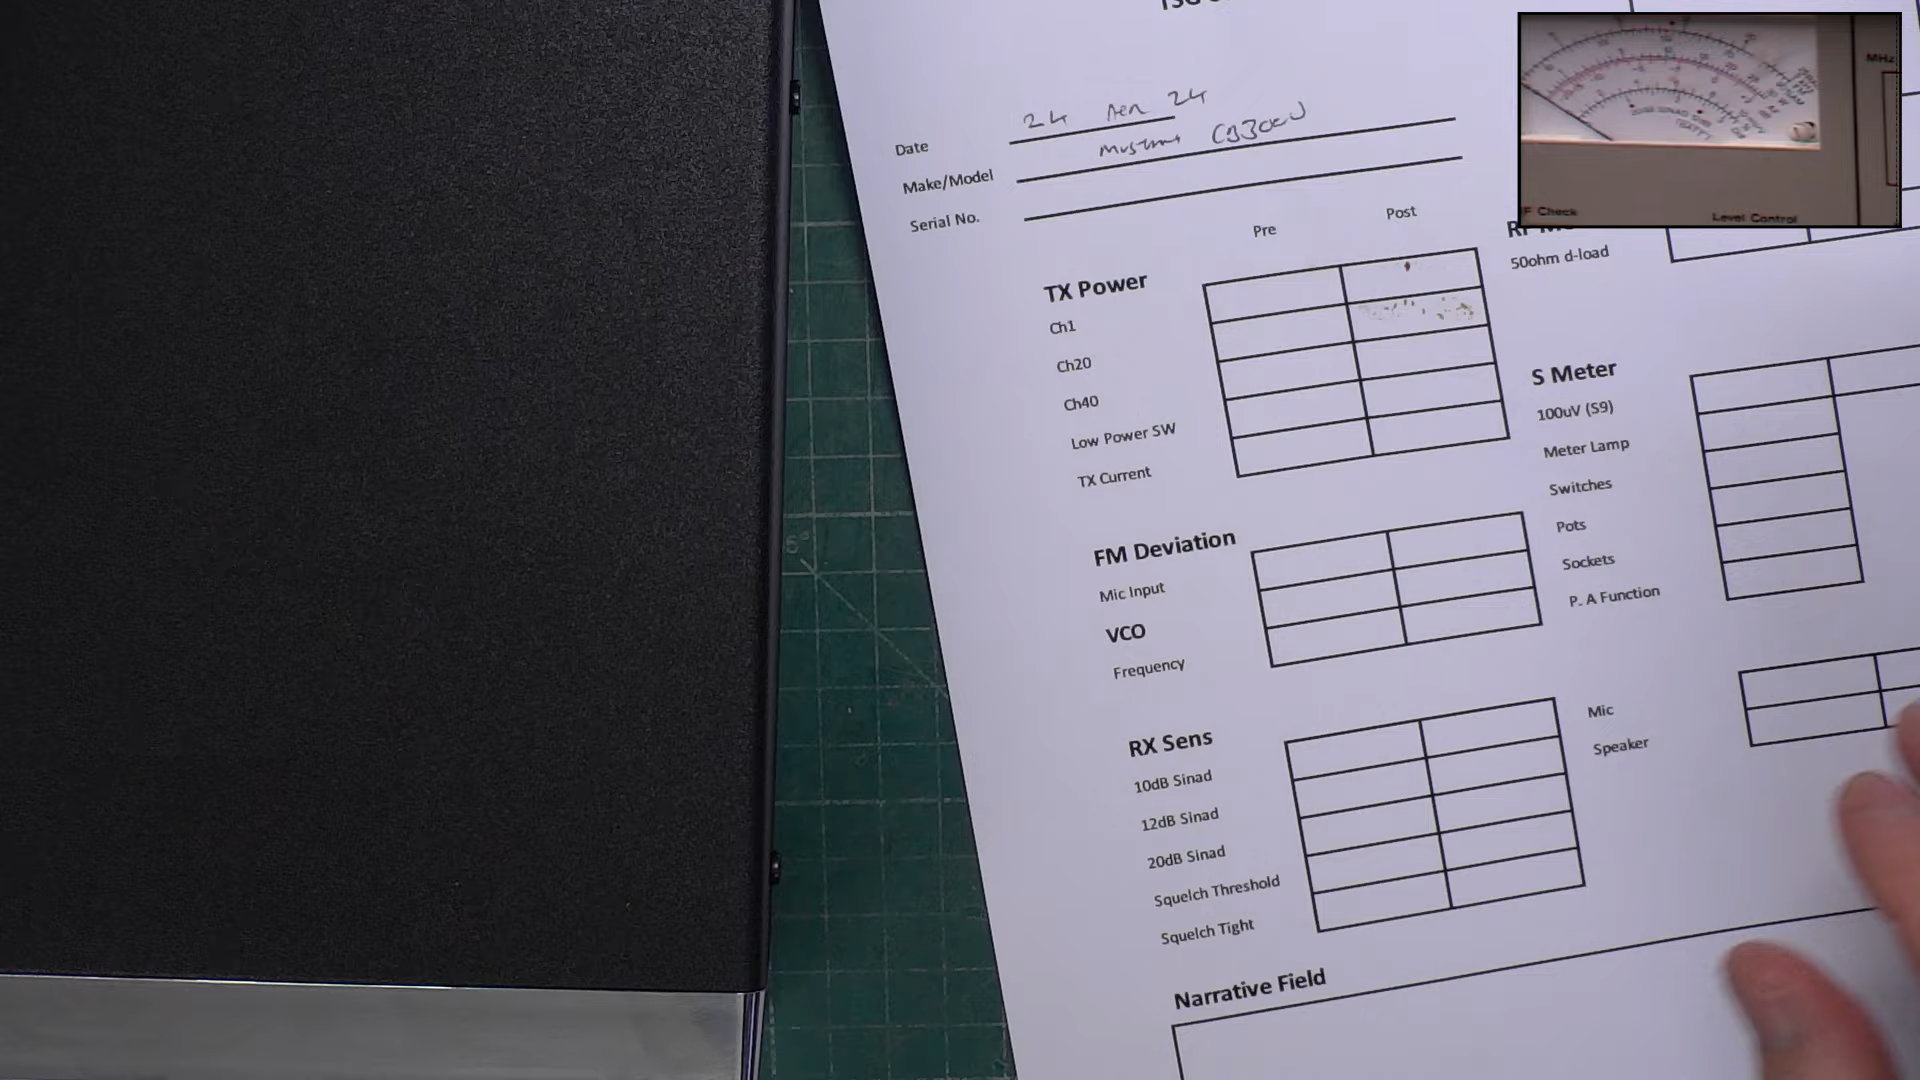 Date 24 Apr 24
Make/Model Mustang CB3000
Serial No.
Pre Post
TX Power
Ch1
Ch20
Ch40
Low Power SW
TX Current
FM Deviation
Mic Input
VCO
Frequency
RX Sens
10dB Sinad
12dB Sinad
20dB Sinad
Squelch Threshold
Squelch Tight
Narrative Field
50ohm d-load
S Meter
100uV (S9)
Meter Lamp
Switches
Pots
Sockets
P. A Function
Mic
Speaker
MHz
F Check
Level Control
6"